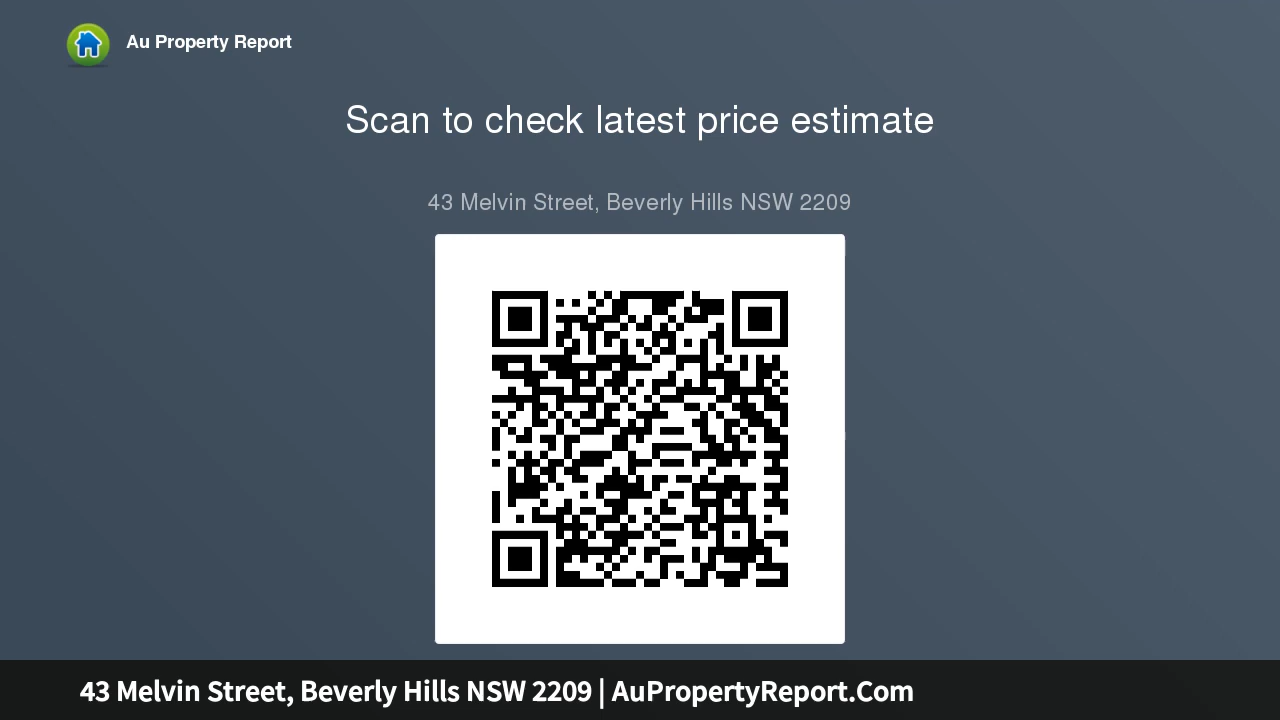 Au Property Report
Scan to check latest price estimate
43 Melvin Street, Beverly Hills NSW 2209
43 Melvin Street, Beverly Hills NSW 2209 | AuPropertyReport.Com